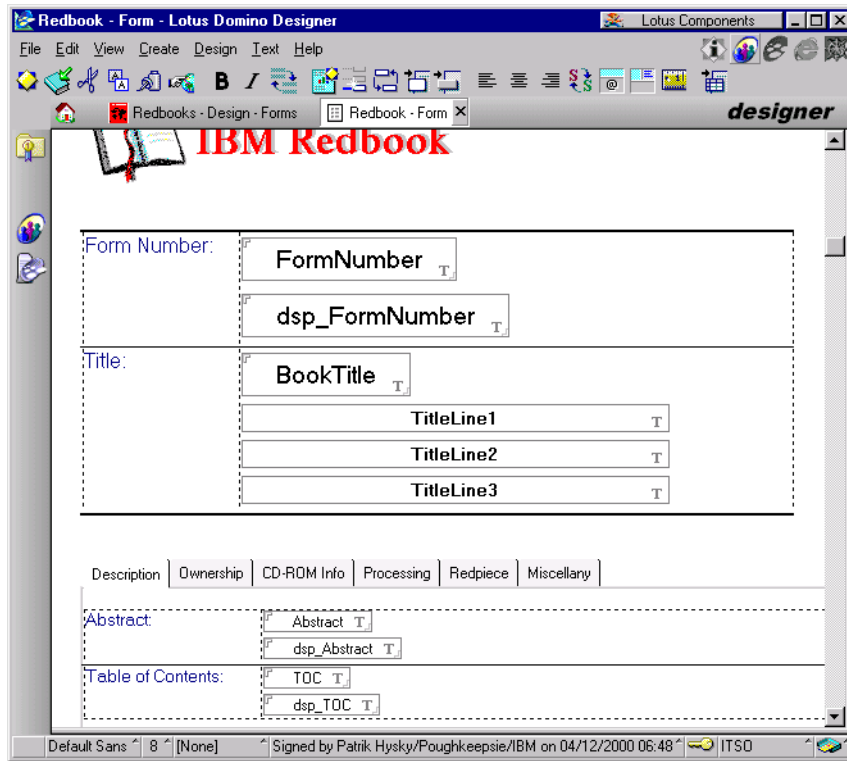 Redbook - Form - Lotus Domino Designer
Lotus Components
File Edit View Create Design Text Help
B I S $ @
Redbooks - Design - Forms
Redbook - Form
designer
IBM Redbook
Form Number:
FormNumber T
dsp_FormNumber T
Title:
BookTitle T
TitleLine1 T
TitleLine2 T
TitleLine3 T
Description Ownership CD-ROM Info Processing Redpiece Miscellany
Abstract:
Abstract T
dsp_Abstract T
Table of Contents:
TOC T
dsp_TOC T
Default Sans 8 [None] Signed by Patrik Hysky/Poughkeepsie/IBM on 04/12/2000 06:48 ITSO